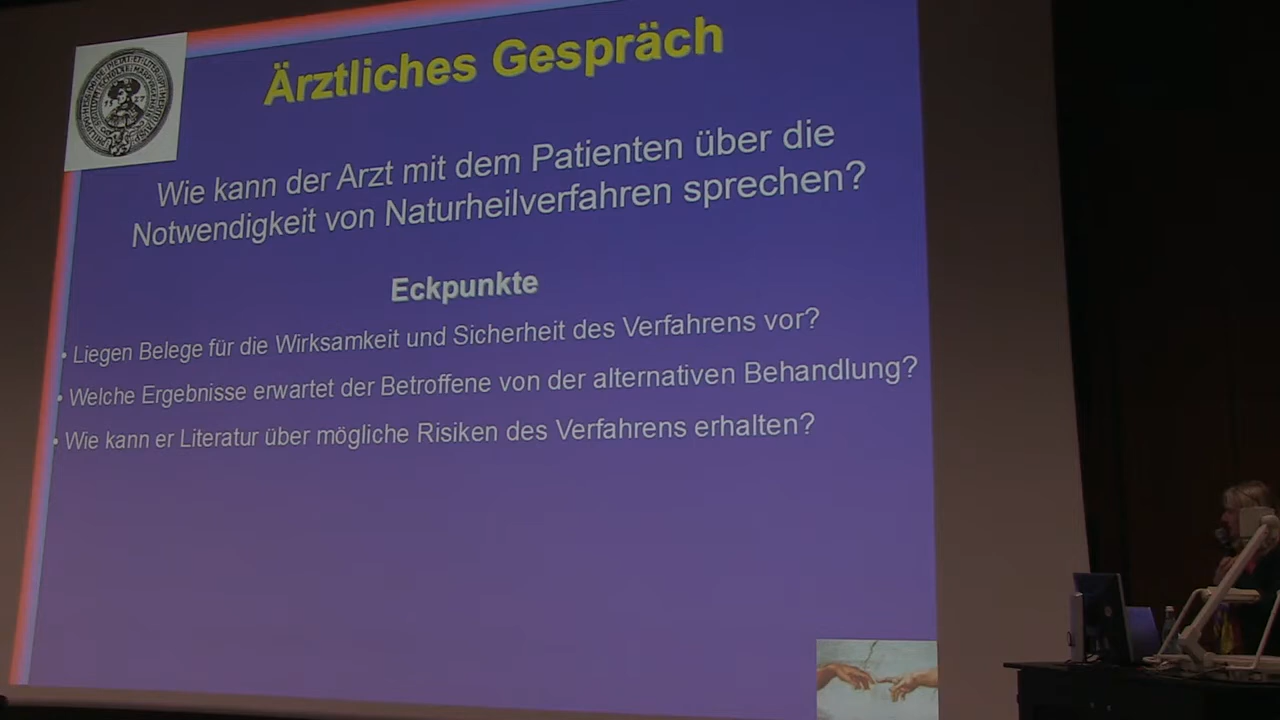 Ärztliches Gespräch
Wie kann der Arzt mit dem Patienten über die
Notwendigkeit von Naturheilverfahren sprechen?
Eckpunkte
• Liegen Belege für die Wirksamkeit und Sicherheit des Verfahrens vor?
• Welche Ergebnisse erwartet der Betroffene von der alternativen Behandlung?
• Wie kann er Literatur über mögliche Risiken des Verfahrens erhalten?